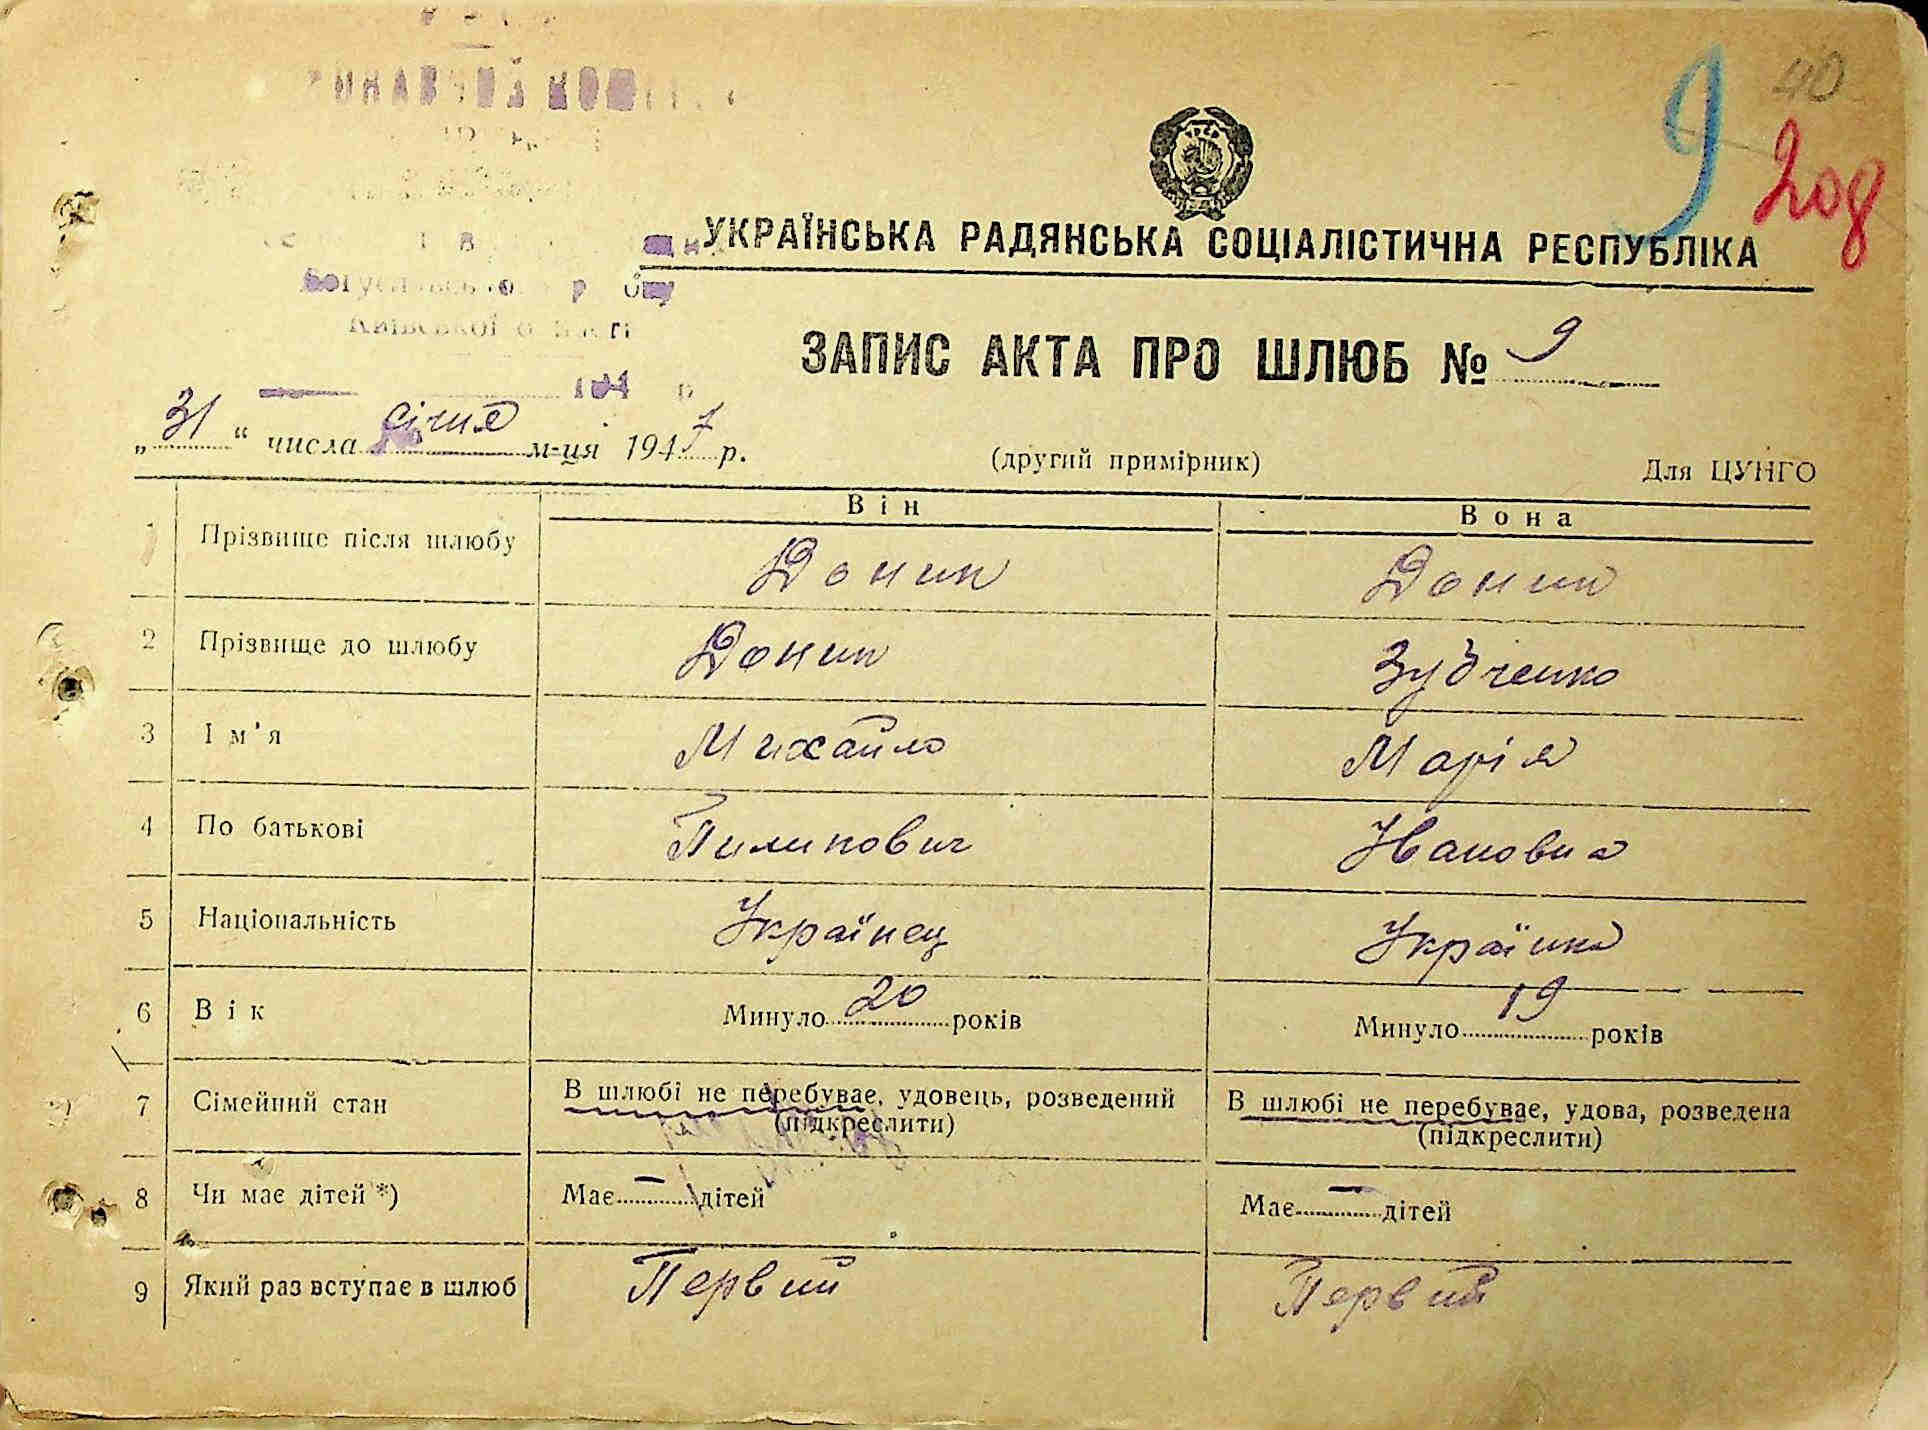 40
9
УКРАЇНСЬКА РАДЯНСЬКА СОЦІАЛІСТИЧНА РЕСПУБЛІКА
Київської
ЗАПИС АКТА ПРО ШЛЮБ № 9
„31“ числа січня м-ця 1947 р.
(другий примірник)
Для ЦУНГО
Він Вона
1 Прізвище після шлюбу Доник Доник
2 Прізвище до шлюбу Доник Зубченко
3 Ім'я Михайло Марія
4 По батькові Пилипович Ивановна
5 Національність Українец Українка
6 Вік Минуло 20 років Минуло 19 років
7 Сімейний стан В шлюбі не перебуває, удовець, розведений В шлюбі не перебуває, удова, розведена
(підкреслити) (підкреслити)
8 Чи має дітей *) Має — дітей Має — дітей
9 Який раз вступає в шлюб Первий Первий